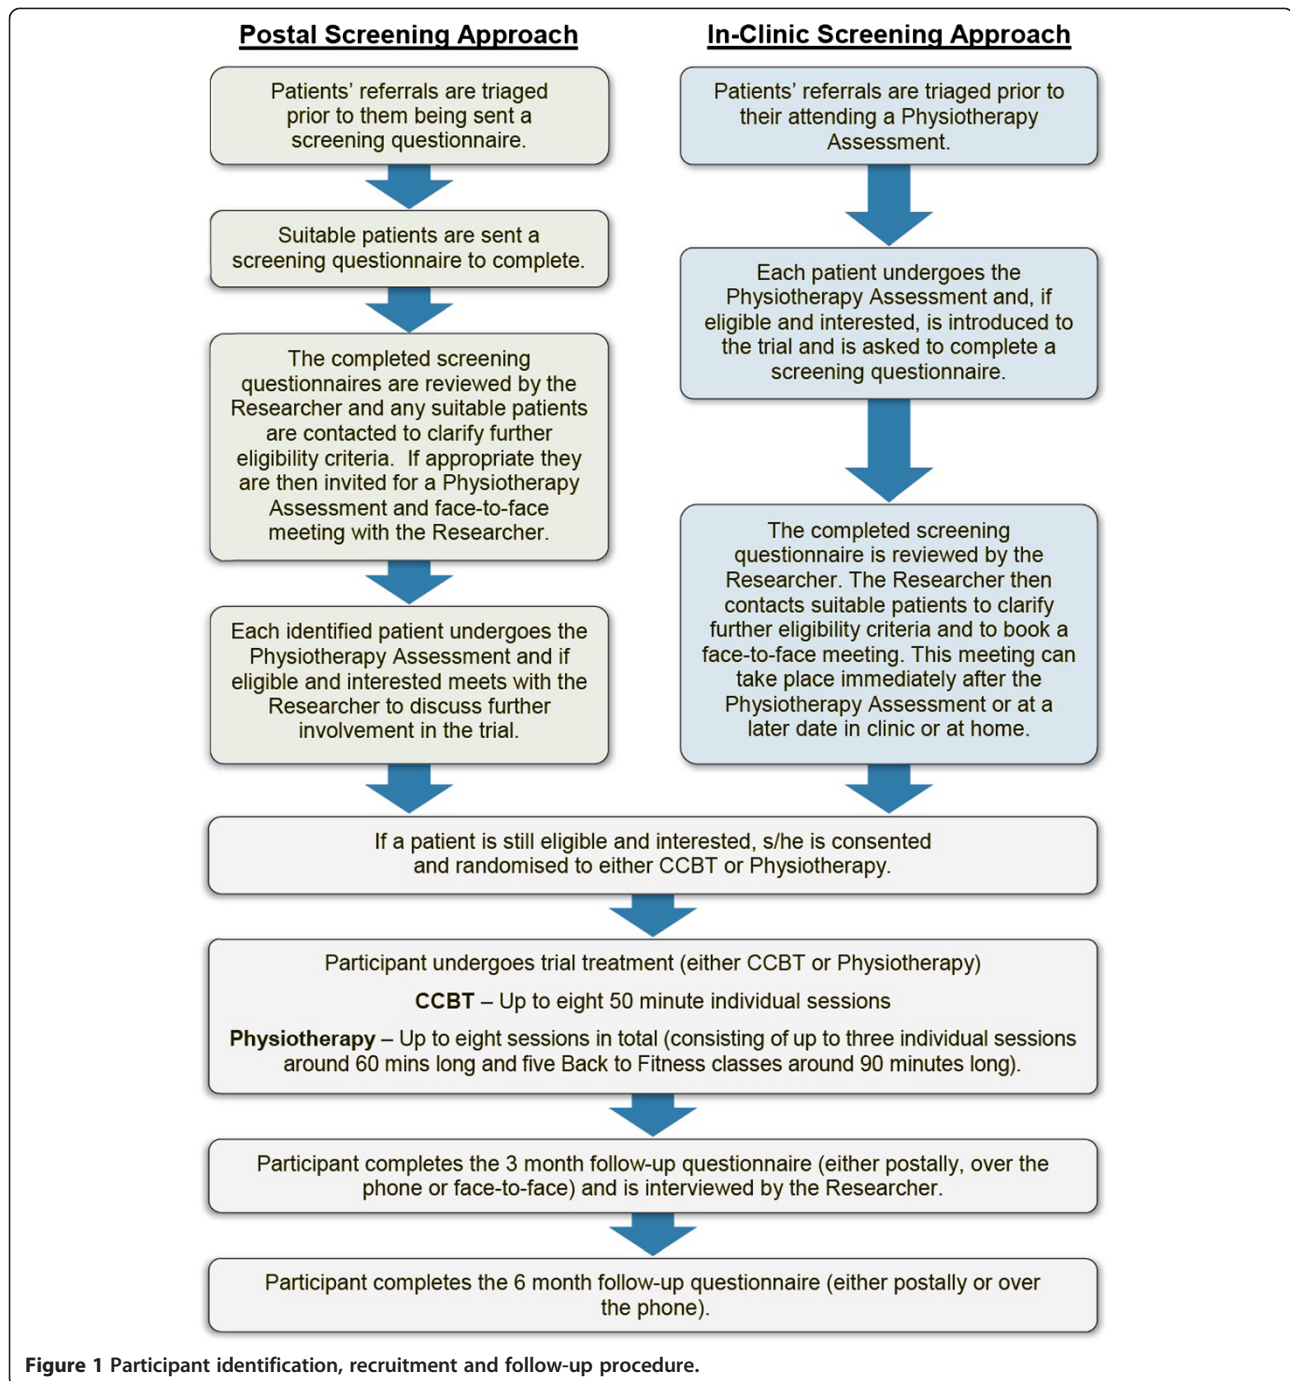 Postal Screening Approach
Patients’ referrals are triaged
prior to them being sent a
screening questionnaire.
Suitable patients are sent a
screening questionnaire to complete.
The completed screening
questionnaires are reviewed by the
Researcher and any suitable patients
are contacted to clarify further
eligibility criteria.  If appropriate they
are then invited for a Physiotherapy
Assessment and face-to-face
meeting with the Researcher.
Each identified patient undergoes the
Physiotherapy Assessment and if
eligible and interested meets with the
Researcher to discuss further
involvement in the trial.
In-Clinic Screening Approach
Patients’ referrals are triaged prior to
their attending a Physiotherapy
Assessment.
Each patient undergoes the
Physiotherapy Assessment and, if
eligible and interested, is introduced to
the trial and is asked to complete a
screening questionnaire.
The completed screening
questionnaire is reviewed by the
Researcher. The Researcher then
contacts suitable patients to clarify
further eligibility criteria and to book a
face-to-face meeting. This meeting can
take place immediately after the
Physiotherapy Assessment or at a
later date in clinic or at home.
If a patient is still eligible and interested, s/he is consented
and randomised to either CCBT or Physiotherapy.
Participant undergoes trial treatment (either CCBT or Physiotherapy)
CCBT – Up to eight 50 minute individual sessions
Physiotherapy – Up to eight sessions in total (consisting of up to three individual sessions
around 60 mins long and five Back to Fitness classes around 90 minutes long).
Participant completes the 3 month follow-up questionnaire (either postally, over the
phone or face-to-face) and is interviewed by the Researcher.
Participant completes the 6 month follow-up questionnaire (either postally or over
the phone).
Figure 1 Participant identification, recruitment and follow-up procedure.